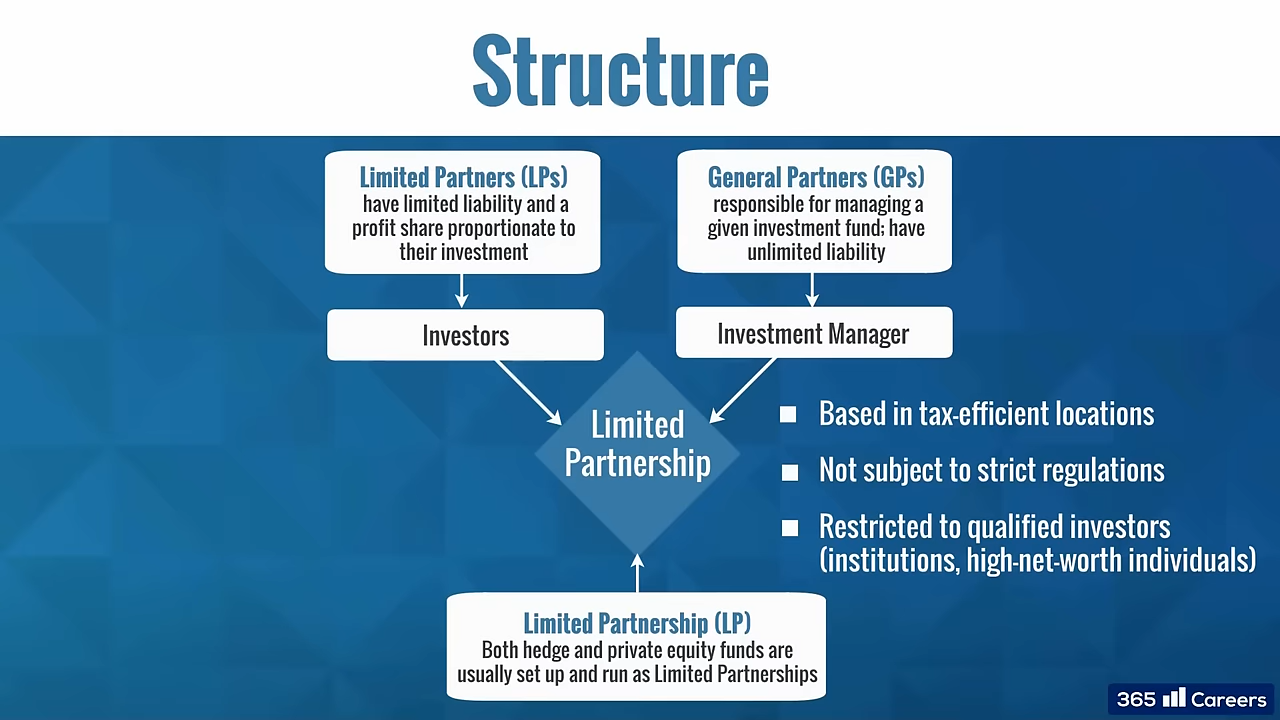 Structure
Limited Partners (LPs)
have limited liability and a
profit share proportionate to
their investment
General Partners (GPs)
responsible for managing a
given investment fund; have
unlimited liability
Investors
Investment Manager
Limited
Partnership
Based in tax-efficient locations
Not subject to strict regulations
Restricted to qualified investors
(institutions, high-net-worth individuals)
Limited Partnership (LP)
Both hedge and private equity funds are
usually set up and run as Limited Partnerships
365 Careers